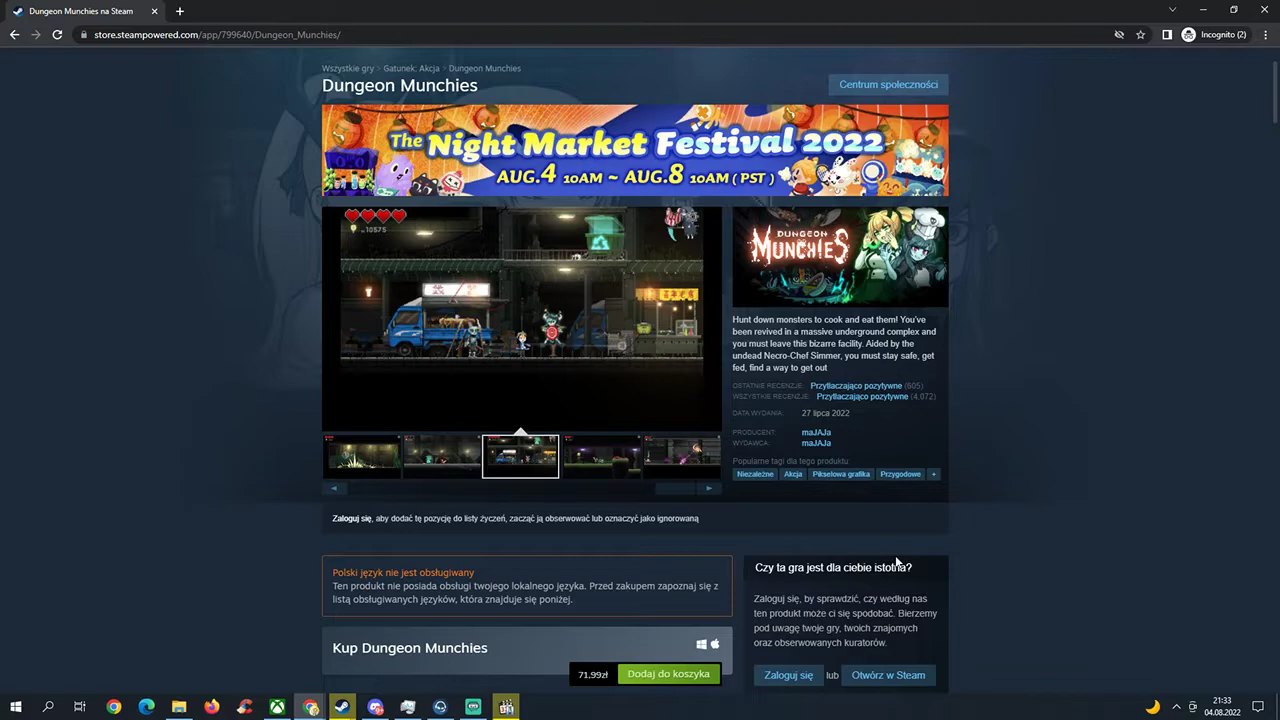 Dungeon Munchies na Steam
store.steampowered.com/app/799640/Dungeon_Munchies/
Incognito (2)
Wszystkie gry > Gatunek: Akcja > Dungeon Munchies
Dungeon Munchies
Centrum społeczności
The Night Market Festival 2022
AUG.4 10AM ~ AUG.8 10AM (PST)
10575
DUNGEON
MUNCHIES
Hunt down monsters to cook and eat them! You've
been revived in a massive underground complex and
you must leave this bizarre facility. Aided by the
undead Necro-Chef Simmer, you must stay safe, get
fed, find a way to get out
OSTATNIE RECENZJE: Przytłaczająco pozytywne (605)
WSZYSTKIE RECENZJE: Przytłaczająco pozytywne (4,072)
DATA WYDANIA: 27 lipca 2022
PRODUCENT: maJAJa
WYDAWCA: maJAJa
Popularne tagi dla tego produktu:
Niezależne Akcja Pikselowa grafika Przygodowe +
Zaloguj się, aby dodać tę pozycję do listy życzeń, zacząć ją obserwować lub oznaczyć jako ignorowaną
Polski język nie jest obsługiwany
Ten produkt nie posiada obsługi twojego lokalnego języka. Przed zakupem zapoznaj się z
listą obsługiwanych języków, która znajduje się poniżej.
Czy ta gra jest dla ciebie istotna?
Zaloguj się, by sprawdzić, czy według nas
ten produkt może ci się spodobać. Bierzemy
pod uwagę twoje gry, twoich znajomych
oraz obserwowanych kuratorów.
Kup Dungeon Munchies
71,99zł Dodaj do koszyka
Zaloguj się lub Otwórz w Steam
21:33
04.08.2022